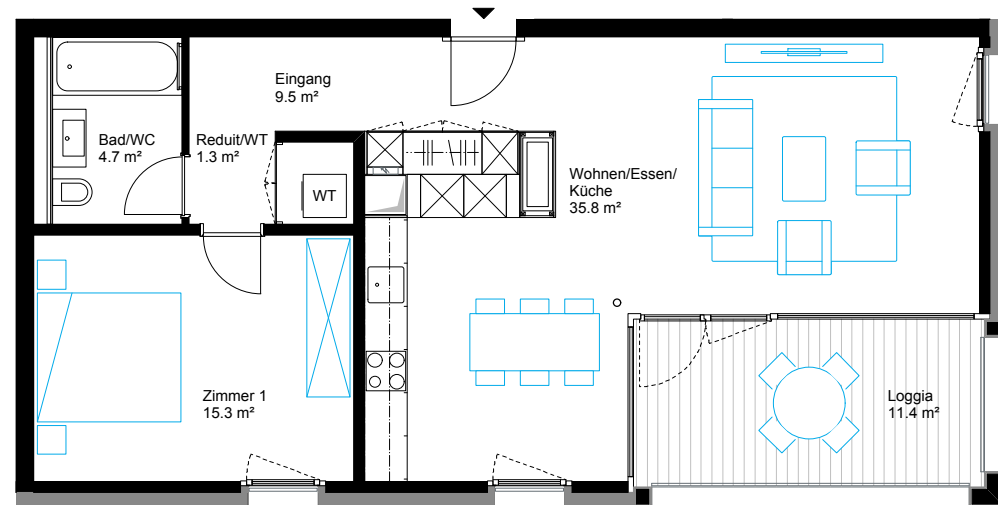 Eingang
9.5 m²
Bad/WC
4.7 m²
Reduit/WT
1.3 m²
WT
Wohnen/Essen/
Küche
35.8 m²
Zimmer 1
15.3 m²
Loggia
11.4 m²